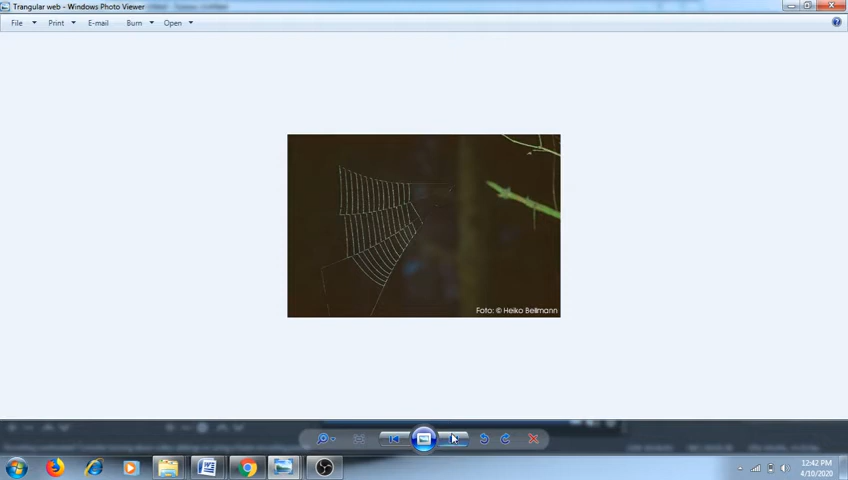 Trangular web - Windows Photo Viewer
File Print E-mail Burn Open
Foto: © Heiko Bellmann
12:42 PM
4/10/2020